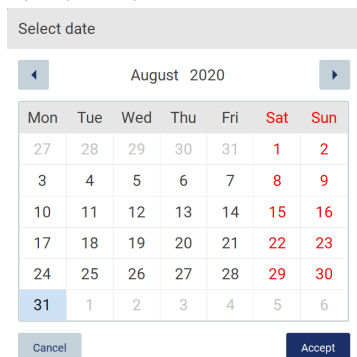 Select date
August 2020
Mon Tue Wed Thu Fri Sat Sun
27 28 29 30 31 1 2
3 4 5 6 7 8 9
10 11 12 13 14 15 16
17 18 19 20 21 22 23
24 25 26 27 28 29 30
31 1 2 3 4 5 6
Cancel Accept